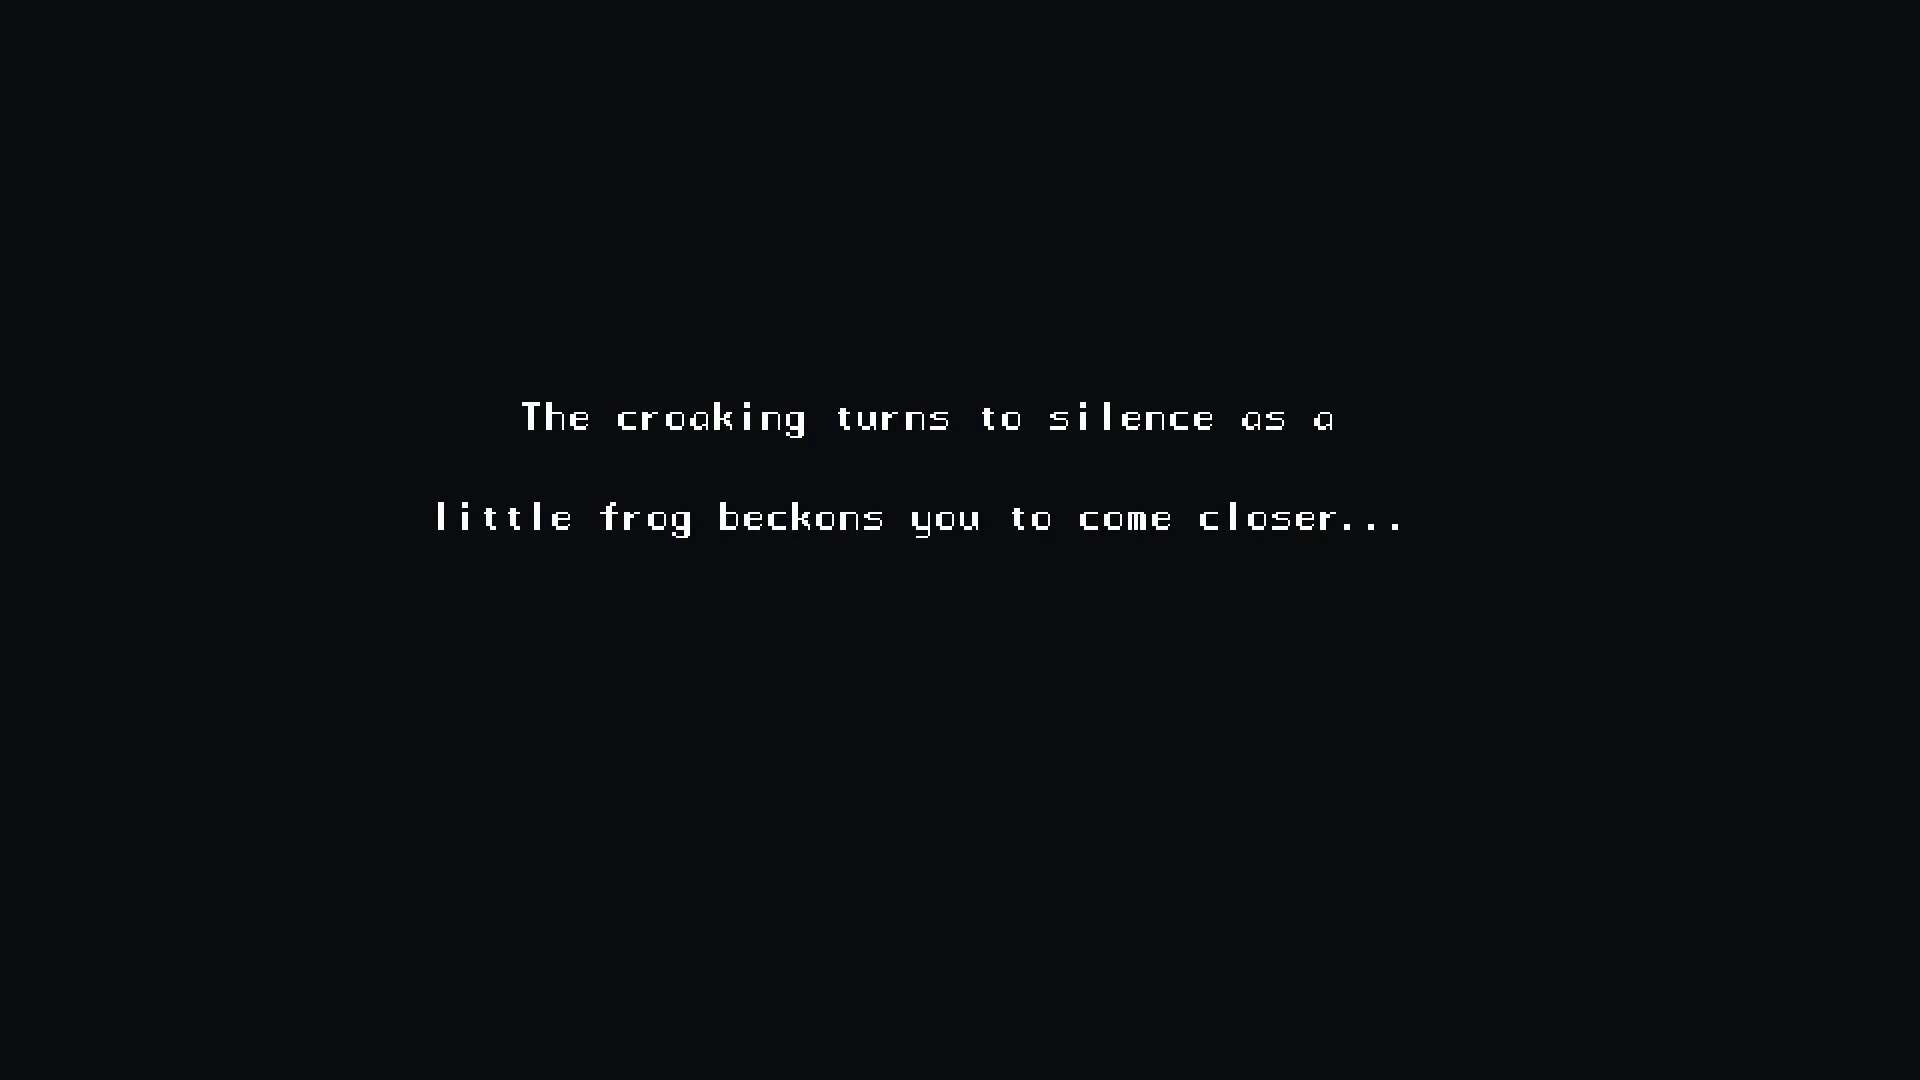 The croaking turns to silence as a
little frog beckons you to come closer...